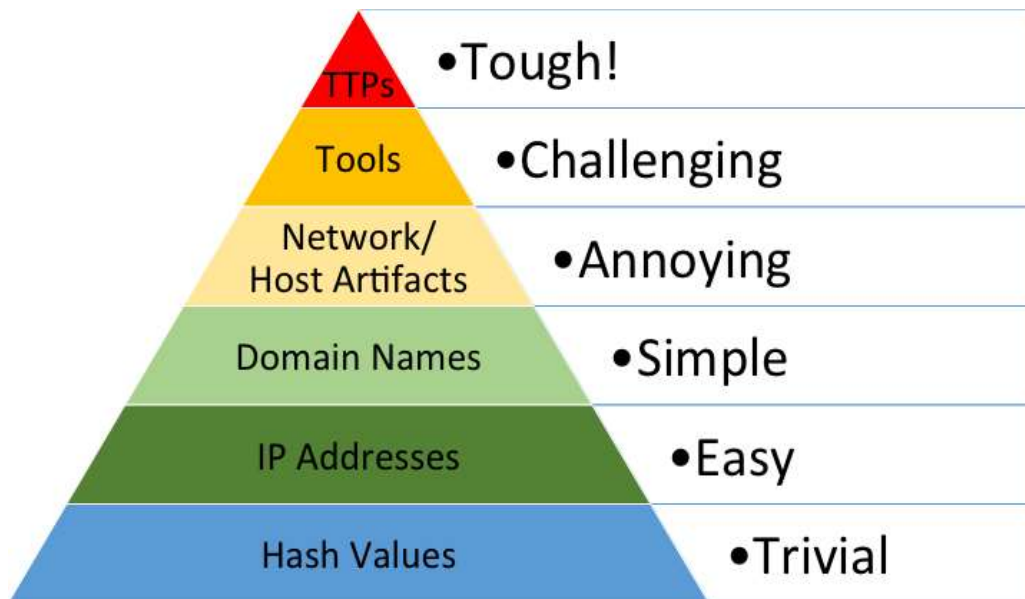 TTPs
•Tough!
Tools
•Challenging
Network/
Host Artifacts
•Annoying
Domain Names
•Simple
IP Addresses
•Easy
Hash Values
•Trivial